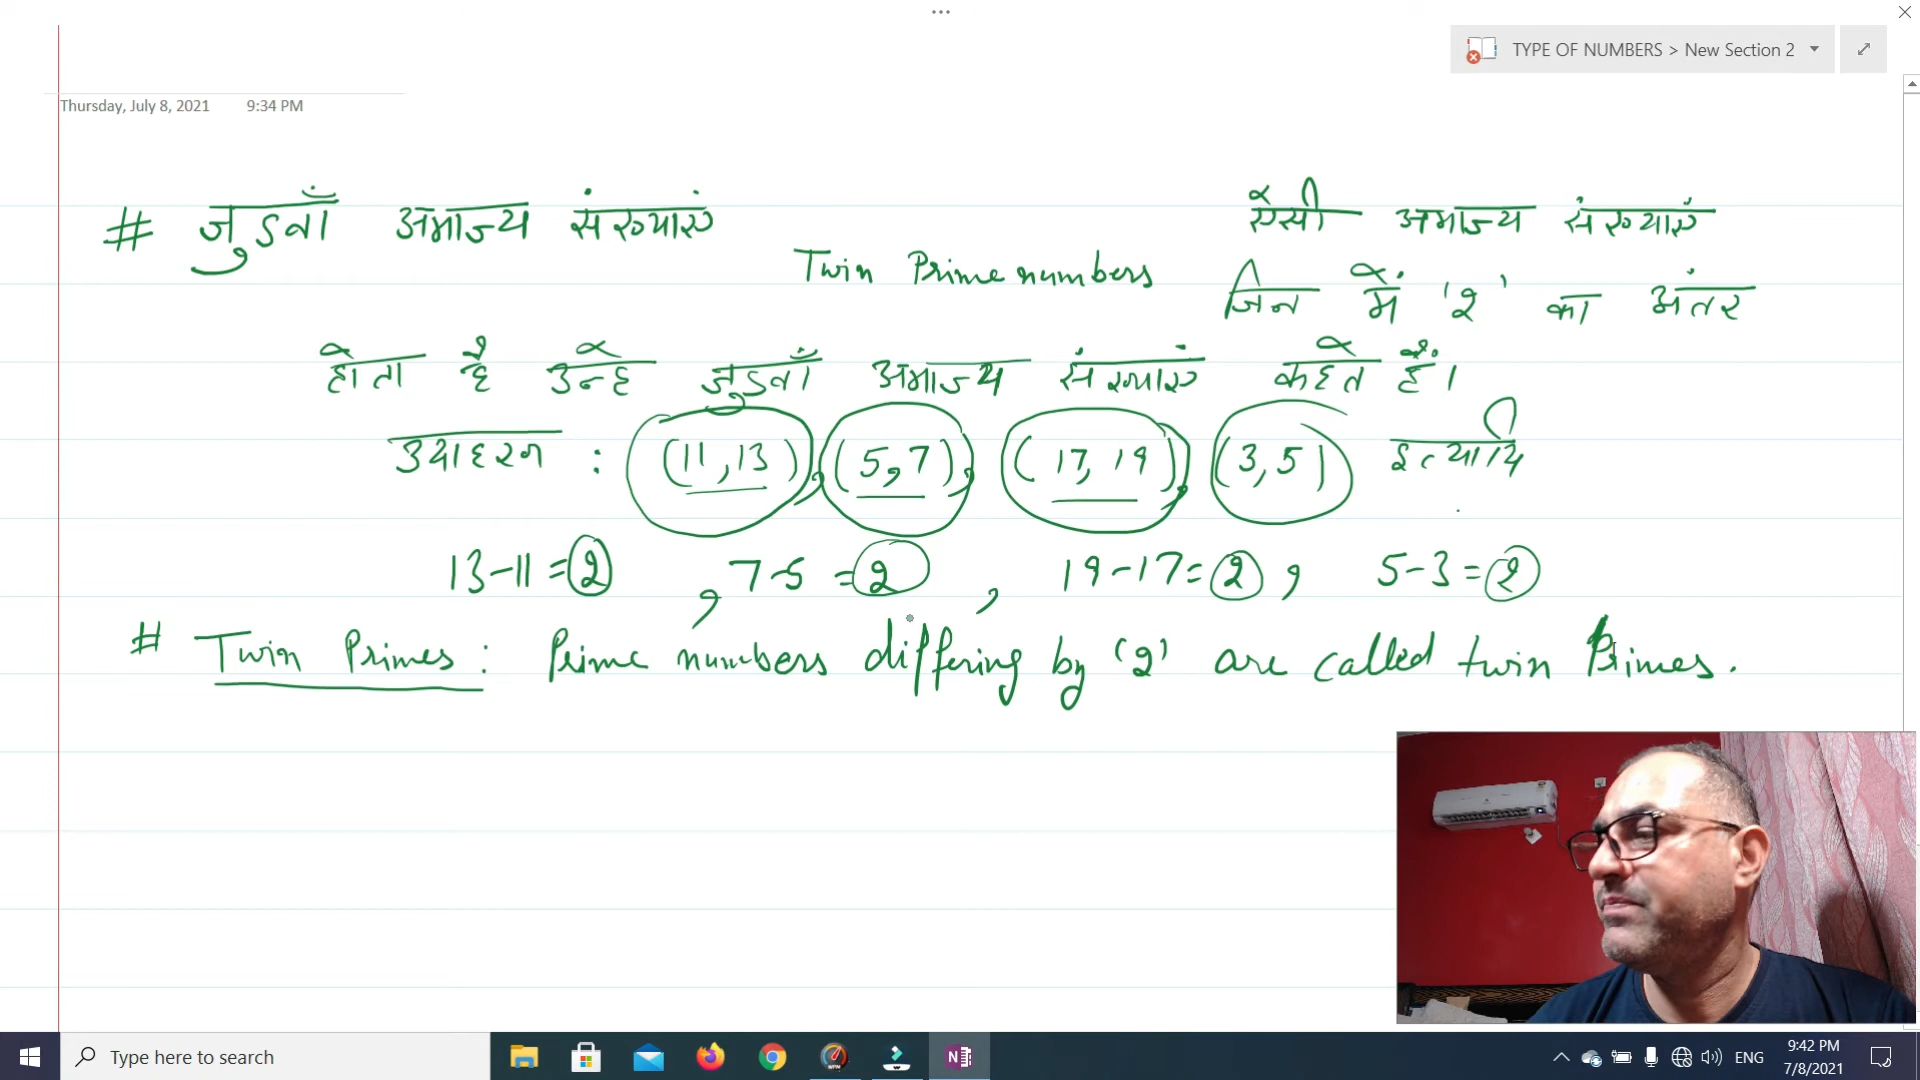 TYPE OF NUMBERS > New Section 2
Thursday, July 8, 2021 9:34 PM
# जुडवाँ अभाज्य संख्याएं
Twin Prime numbers
ऐसी अभाज्य संख्याएं
जिन में '2' का अंतर
होता है उन्हे जुडवाँ अभाज्य संख्याएं कहते हैं।
उदाहरन : (11,13), (5,7), (17,19), (3,5) इत्यादि
13-11=2 , 7-5=2 , 19-17=2 , 5-3=2
# Twin Primes: Prime numbers differing by '2' are called twin Primes.
Type here to search
ENG
9:42 PM
7/8/2021